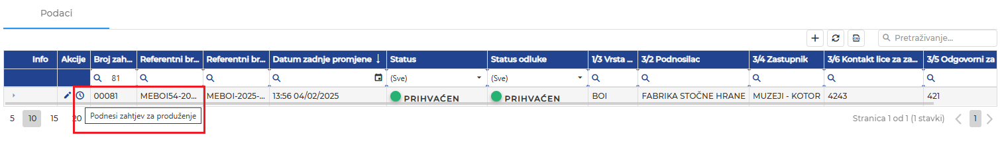 Podaci
Pretraživanje...
Info Akcije Broj zah... Referentni br... Referentni br... Datum zadnje promjene Status Status odluke 1/3 Vrsta ... 3/2 Podnosilac 3/4 Zastupnik 3/6 Kontakt lice za za... 3/5 Odgovorni za
81 (Sve) (Sve)
00081 MEBOI54-20... MEBOI-2025-... 13:56 04/02/2025 PRIHVAĆEN PRIHVAĆEN BOI FABRIKA STOČNE HRANE MUZEJI - KOTOR 4243 421
5 10 15 20 Podnesi zahtjev za produženje Stranica 1 od 1 (1 stavki) 1